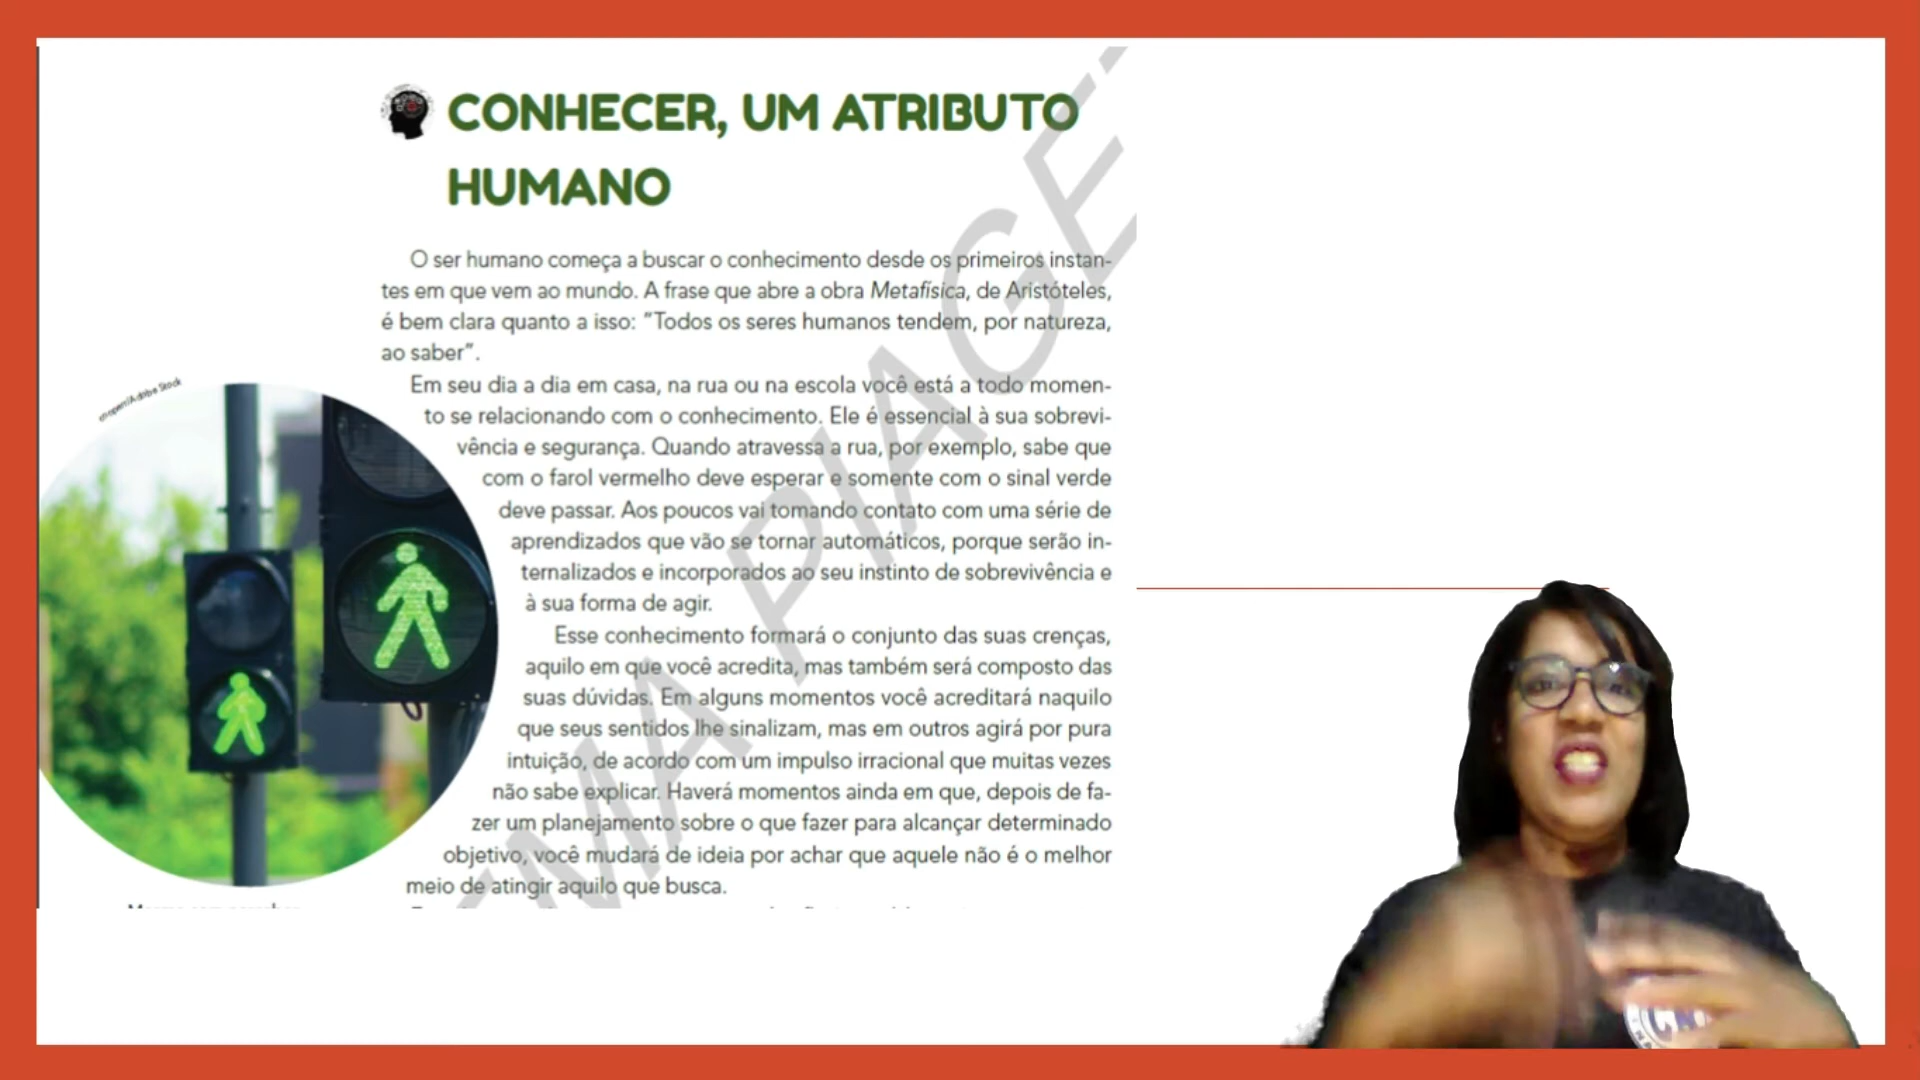 CONHECER, UM ATRIBUTO
HUMANO
O ser humano começa a buscar o conhecimento desde os primeiros instan-
tes em que vem ao mundo. A frase que abre a obra Metafísica, de Aristóteles,
é bem clara quanto a isso: “Todos os seres humanos tendem, por natureza,
ao saber”.
Em seu dia a dia em casa, na rua ou na escola você está a todo momen-
to se relacionando com o conhecimento. Ele é essencial à sua sobrevi-
vência e segurança. Quando atravessa a rua, por exemplo, sabe que
com o farol vermelho deve esperar e somente com o sinal verde
deve passar. Aos poucos vai tomando contato com uma série de
aprendizados que vão se tornar automáticos, porque serão in-
ternalizados e incorporados ao seu instinto de sobrevivência e
à sua forma de agir.
Esse conhecimento formará o conjunto das suas crenças,
aquilo em que você acredita, mas também será composto das
suas dúvidas. Em alguns momentos você acreditará naquilo
que seus sentidos lhe sinalizam, mas em outros agirá por pura
intuição, de acordo com um impulso irracional que muitas vezes
não sabe explicar. Haverá momentos ainda em que, depois de fa-
zer um planejamento sobre o que fazer para alcançar determinado
objetivo, você mudará de ideia por achar que aquele não é o melhor
meio de atingir aquilo que busca.
Adobe Stock
EMA PIAGE